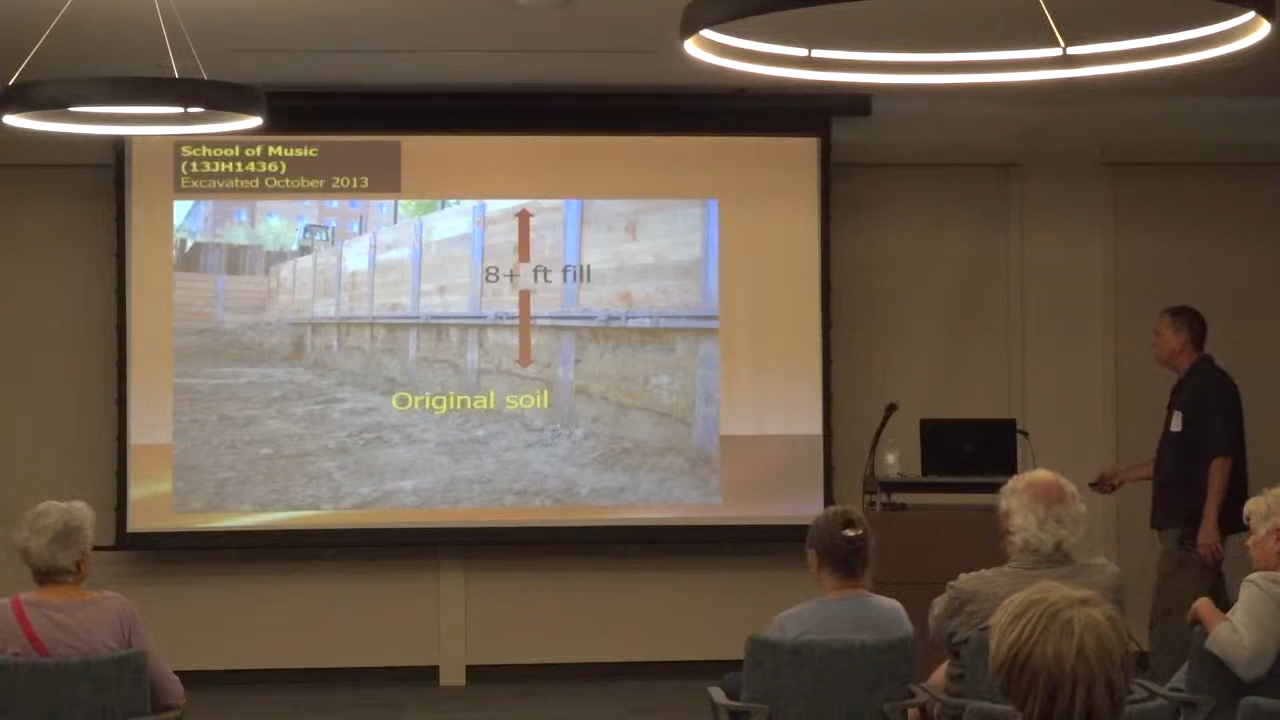 School of Music
(13JH1436)
Excavated October 2013
8+ ft fill
Original soil